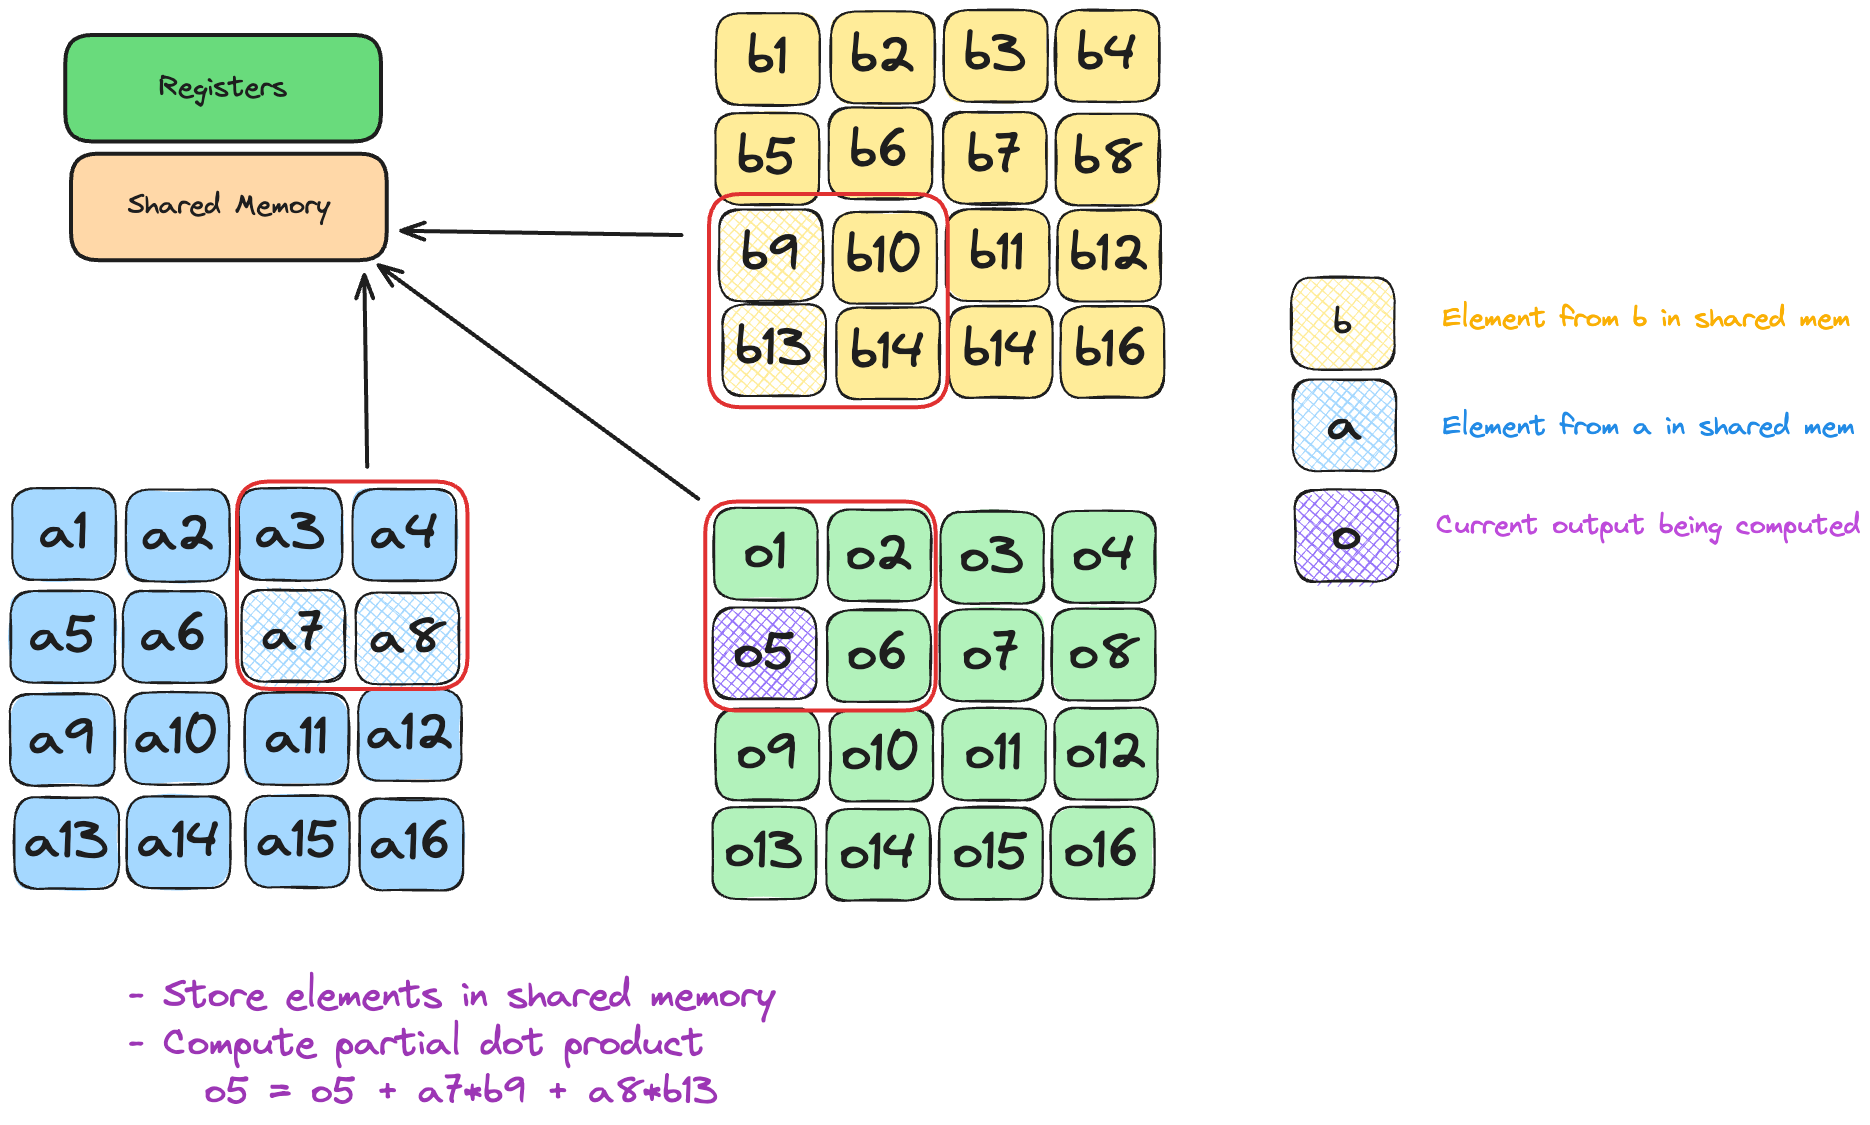 Registers
Shared Memory
b1 b2 b3 b4
b5 b6 b7 b8
b9 b10 b11 b12
b13 b14 b14 b16
b Element from b in shared mem
a Element from a in shared mem
o Current output being computed
a1 a2 a3 a4
a5 a6 a7 a8
a9 a10 a11 a12
a13 a14 a15 a16
o1 o2 o3 o4
o5 o6 o7 o8
o9 o10 o11 o12
o13 o14 o15 o16
- Store elements in shared memory
- Compute partial dot product
o5 = o5 + a7*b9 + a8*b13